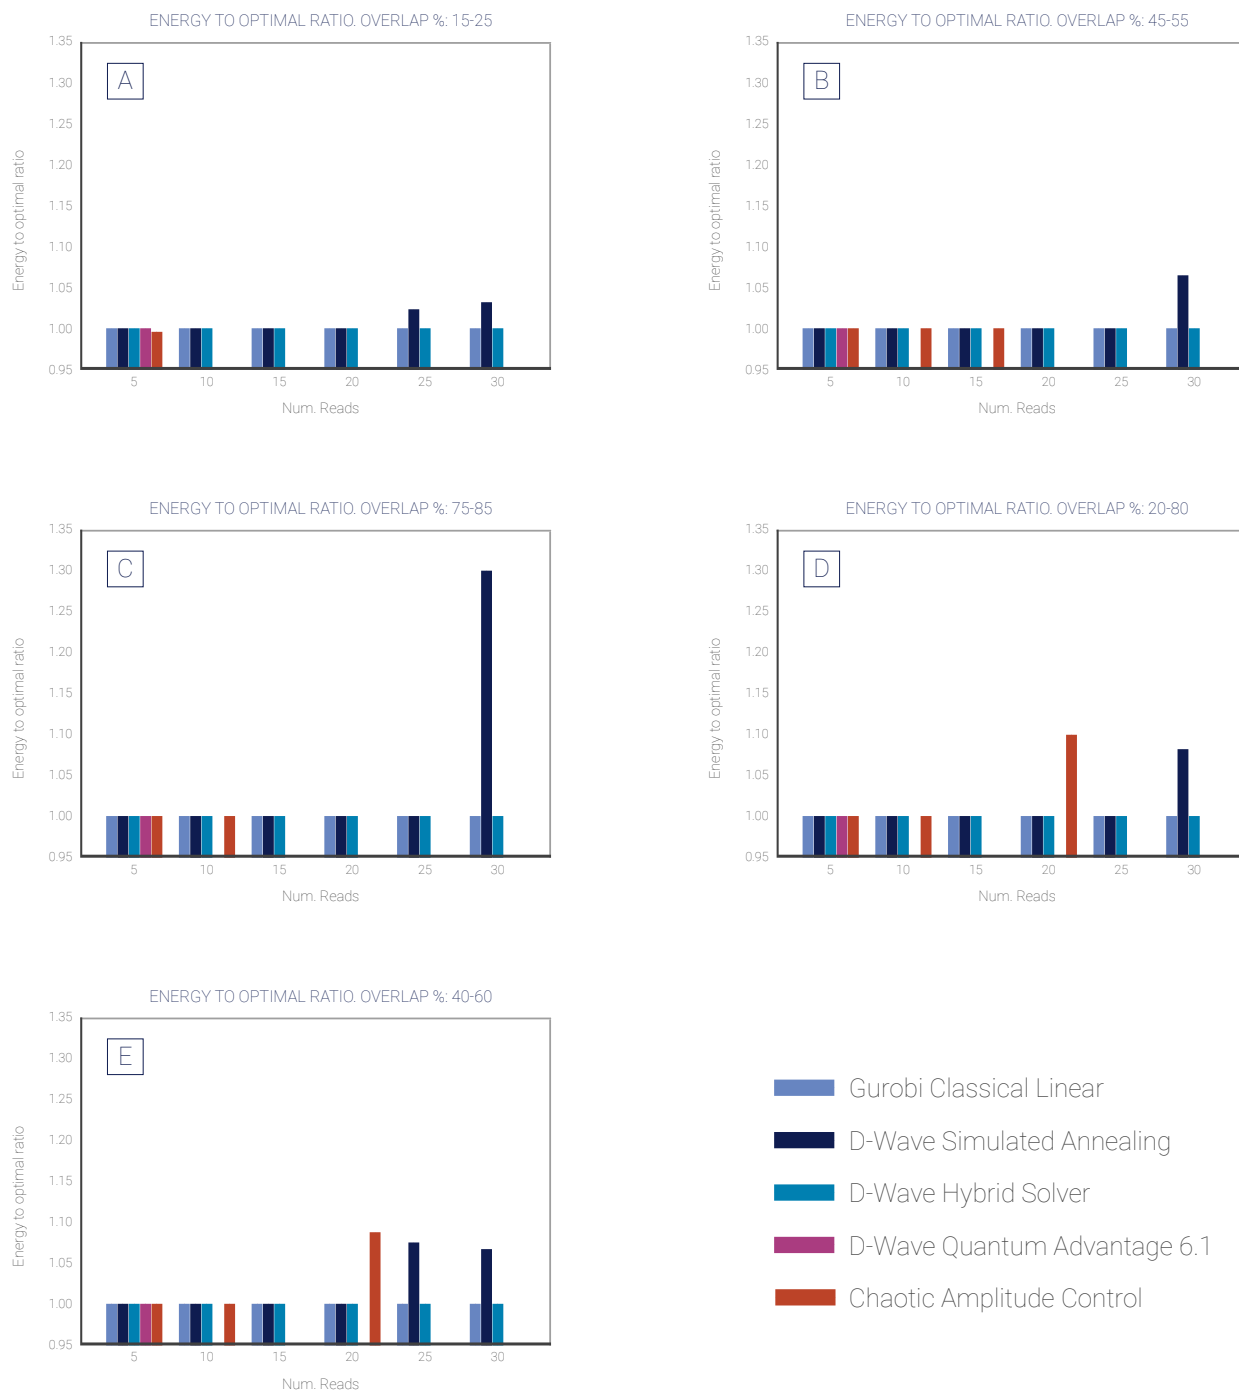 ENERGY TO OPTIMAL RATIO. OVERLAP %: 15-25
A
Energy to optimal ratio
1.35
1.30
1.25
1.20
1.15
1.10
1.05
1.00
0.95
5 10 15 20 25 30
Num. Reads
ENERGY TO OPTIMAL RATIO. OVERLAP %: 45-55
B
Energy to optimal ratio
1.35
1.30
1.25
1.20
1.15
1.10
1.05
1.00
0.95
5 10 15 20 25 30
Num. Reads
ENERGY TO OPTIMAL RATIO. OVERLAP %: 75-85
C
Energy to optimal ratio
1.35
1.30
1.25
1.20
1.15
1.10
1.05
1.00
0.95
5 10 15 20 25 30
Num. Reads
ENERGY TO OPTIMAL RATIO. OVERLAP %: 20-80
D
Energy to optimal ratio
1.35
1.30
1.25
1.20
1.15
1.10
1.05
1.00
0.95
5 10 15 20 25 30
Num. Reads
ENERGY TO OPTIMAL RATIO. OVERLAP %: 40-60
E
Energy to optimal ratio
1.35
1.30
1.25
1.20
1.15
1.10
1.05
1.00
0.95
5 10 15 20 25 30
Num. Reads
Gurobi Classical Linear
D-Wave Simulated Annealing
D-Wave Hybrid Solver
D-Wave Quantum Advantage 6.1
Chaotic Amplitude Control